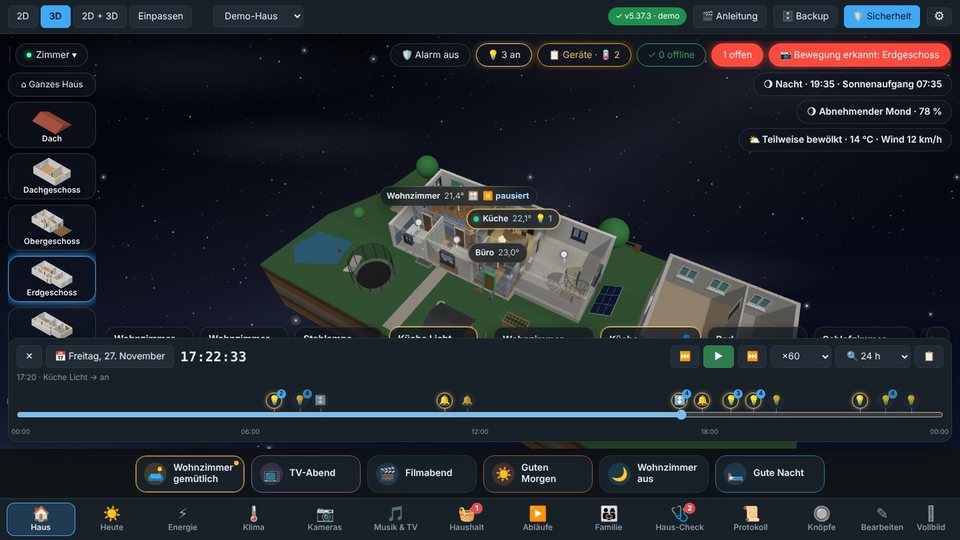 2D
3D
2D + 3D
Einpassen
Demo-Haus
✓ v5.37.3 · demo
Anleitung
Backup
Sicherheit
Zimmer ▾
Alarm aus
3 an
Geräte · 2
✓ 0 offline
1 offen
Bewegung erkannt: Erdgeschoss
⌂ Ganzes Haus
Nacht · 19:35 · Sonnenaufgang 07:35
Abnehmender Mond · 78 %
Teilweise bewölkt · 14 °C · Wind 12 km/h
Dach
Dachgeschoss
Obergeschoss
Erdgeschoss
Wohnzimmer 21,4° pausiert
Küche 22,1° 1
Büro 23,0°
Freitag, 27. November
17:22:33
×60
24 h
17:20 · Küche Licht → an
00:00
06:00
12:00
18:00
00:00
Wohnzimmer
gemütlich
TV-Abend
Filmabend
Guten
Morgen
Wohnzimmer
aus
Gute Nacht
Haus
Heute
Energie
Klima
Kameras
Musik & TV
1
Haushalt
Abläufe
Familie
2
Haus-Check
Protokoll
Knöpfe
Bearbeiten
Vollbild